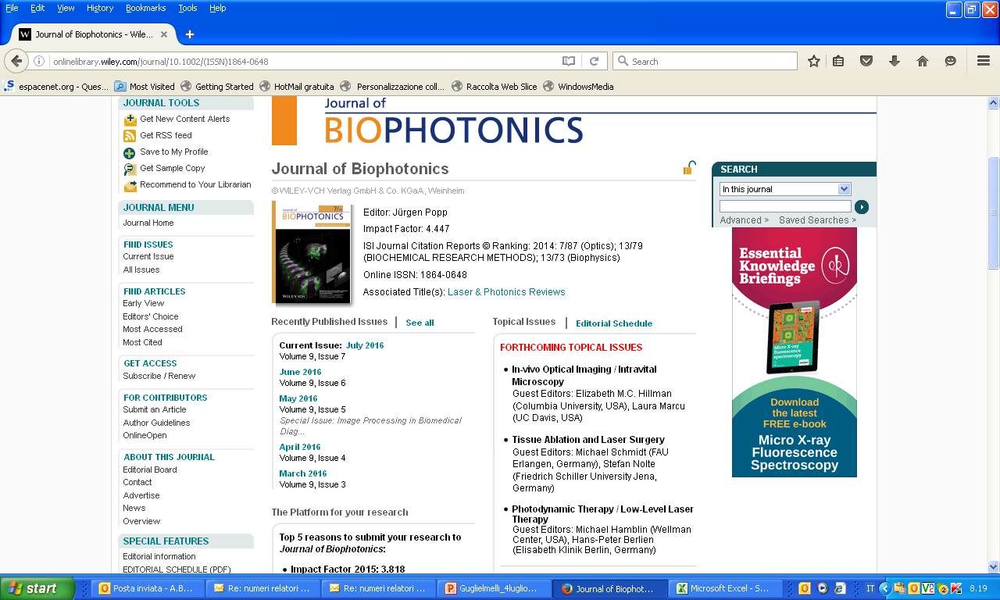 File Edit View History Bookmarks Tools Help
Journal of Biophotonics - Wile...
onlinelibrary.wiley.com/journal/10.1002/(ISSN)1864-0648
Search
espacenet.org - Ques...
Most Visited
Getting Started
HotMail gratuita
Personalizzazione coll...
Raccolta Web Slice
WindowsMedia
JOURNAL TOOLS
Get New Content Alerts
Get RSS feed
Save to My Profile
Get Sample Copy
Recommend to Your Librarian
JOURNAL MENU
Journal Home
FIND ISSUES
Current Issue
All Issues
FIND ARTICLES
Early View
Editors' Choice
Most Accessed
Most Cited
GET ACCESS
Subscribe / Renew
FOR CONTRIBUTORS
Submit an Article
Author Guidelines
OnlineOpen
ABOUT THIS JOURNAL
Editorial Board
Contact
Advertise
News
Overview
SPECIAL FEATURES
Editorial information
EDITORIAL SCHEDULE (PDF)
Journal of
BIOPHOTONICS
Journal of Biophotonics
© WILEY-VCH Verlag GmbH & Co. KGaA, Weinheim
Journal of
BIOPHOTONICS
WILEY-VCH
Editor: Jürgen Popp
Impact Factor: 4.447
ISI Journal Citation Reports © Ranking: 2014: 7/87 (Optics); 13/79
(BIOCHEMICAL RESEARCH METHODS); 13/73 (Biophysics)
Online ISSN: 1864-0648
Associated Title(s): Laser & Photonics Reviews
Recently Published Issues | See all
Current Issue: July 2016
Volume 9, Issue 7
June 2016
Volume 9, Issue 6
May 2016
Volume 9, Issue 5
Special Issue: Image Processing in Biomedical
Diag...
April 2016
Volume 9, Issue 4
March 2016
Volume 9, Issue 3
The Platform for your research
Top 5 reasons to submit your research to
Journal of Biophotonics:
• Impact Factor 2015: 3.818
Topical Issues | Editorial Schedule
FORTHCOMING TOPICAL ISSUES
• In-vivo Optical Imaging / Intravital
Microscopy
Guest Editors: Elizabeth M.C. Hillman
(Columbia University, USA), Laura Marcu
(UC Davis, USA)
• Tissue Ablation and Laser Surgery
Guest Editors: Michael Schmidt (FAU
Erlangen, Germany), Stefan Nolte
(Friedrich Schiller University Jena,
Germany)
• Photodynamic Therapy / Low-Level Laser
Therapy
Guest Editors: Michael Hamblin (Wellman
Center, USA), Hans-Peter Berlien
(Elisabeth Klinik Berlin, Germany)
SEARCH
In this journal
Advanced > Saved Searches >
Essential
Knowledge
Briefings
Micro X-ray
fluorescence
spectroscopy
Download
the latest
FREE e-book
Micro X-ray
Fluorescence
Spectroscopy
start
Posta inviata - A.B...
Re: numeri relatori ...
Re: numeri relatori ...
Guglielmelli_4luglio...
Journal of Biophot...
Microsoft Excel - S...
IT
8.19